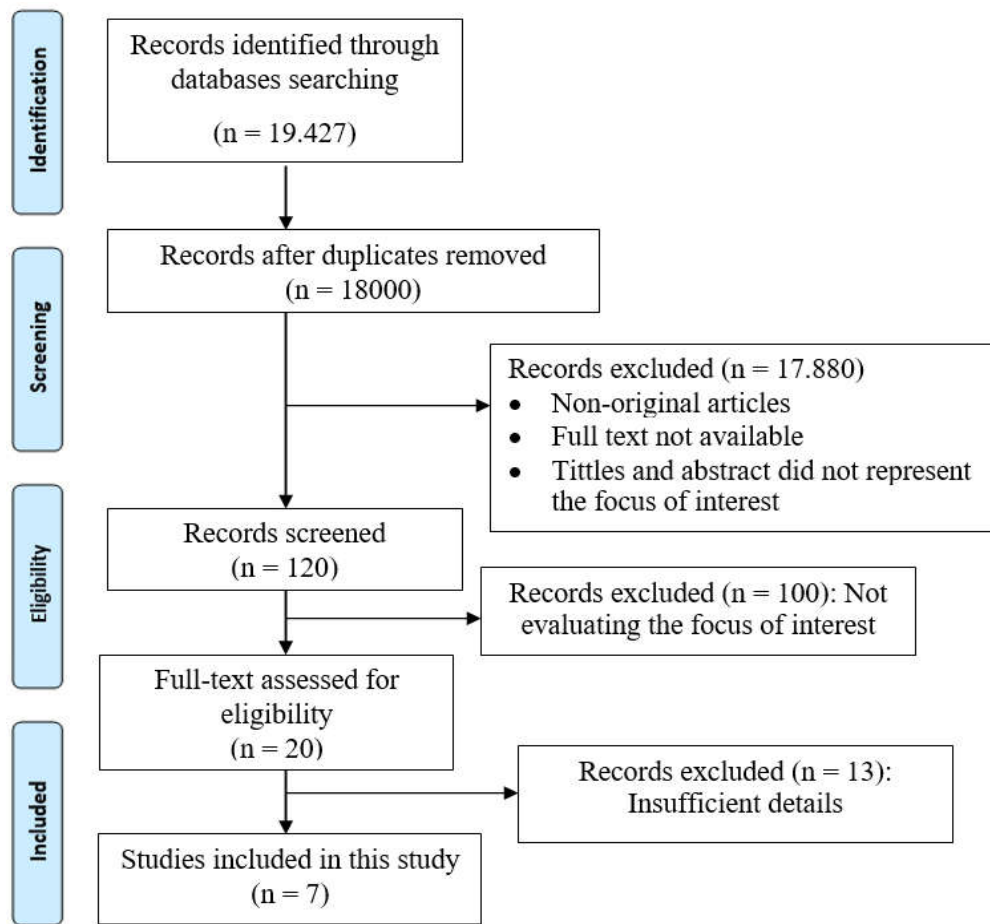 Identification
Records identified through
databases searching
(n = 19.427)
Screening
Records after duplicates removed
(n = 18000)
Records excluded (n = 17.880)
• Non-original articles
• Full text not available
• Tittles and abstract did not represent
the focus of interest
Eligibility
Records screened
(n = 120)
Records excluded (n = 100): Not
evaluating the focus of interest
Full-text assessed for
eligibility
(n = 20)
Included
Records excluded (n = 13):
Insufficient details
Studies included in this study
(n = 7)